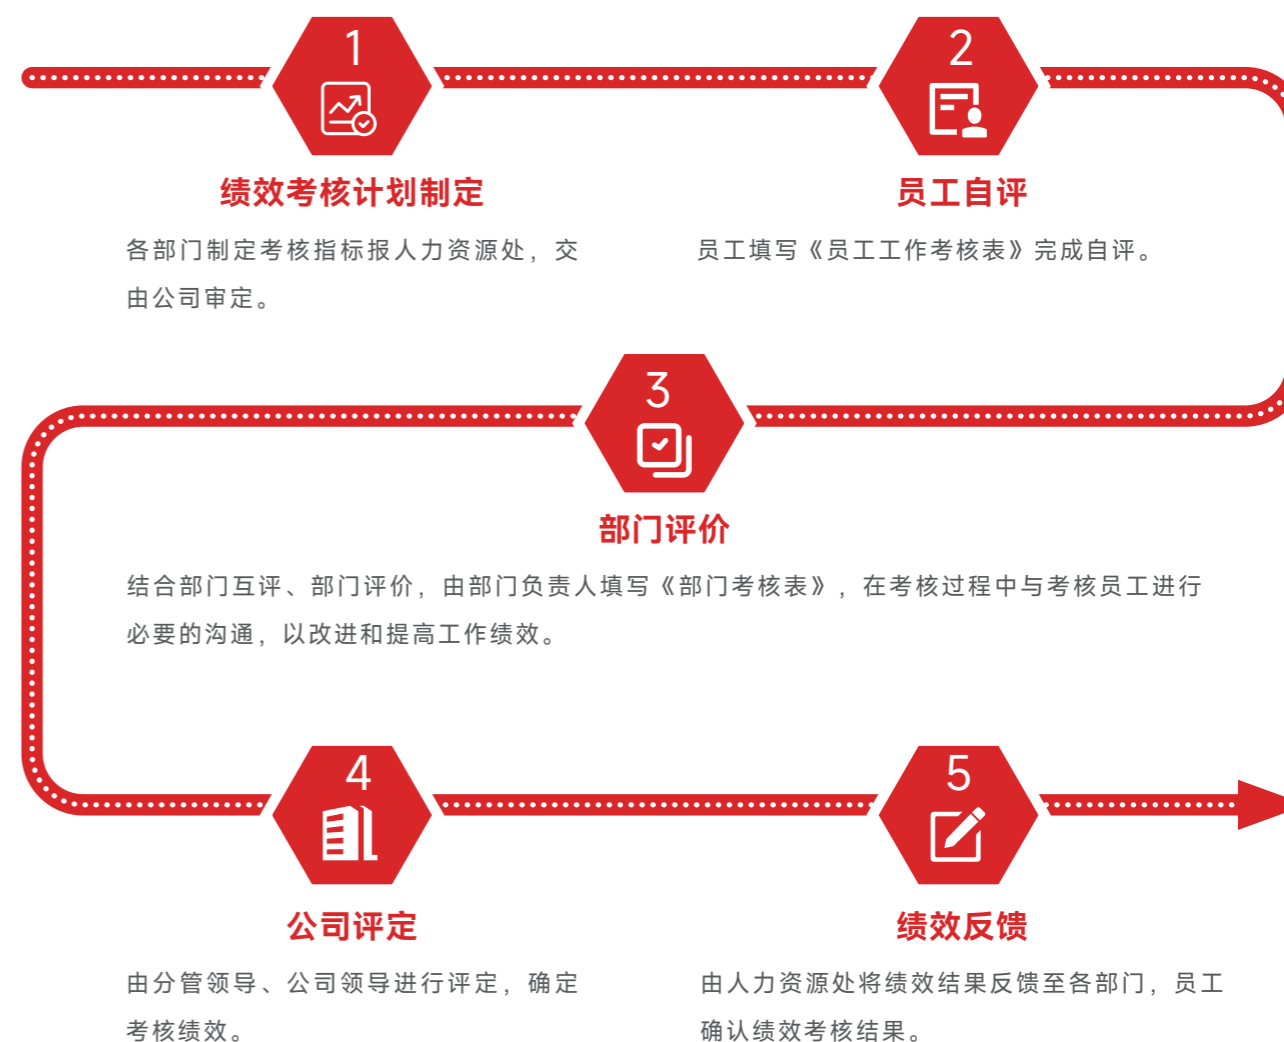 1
2
绩效考核计划制定
员工自评
各部门制定考核指标报人力资源处，交
由公司审定。
员工填写《员工工作考核表》完成自评。
3
部门评价
结合部门互评、部门评价，由部门负责人填写《部门考核表》，在考核过程中与考核员工进行
必要的沟通，以改进和提高工作绩效。
4
5
公司评定
绩效反馈
由分管领导、公司领导进行评定，确定
考核绩效。
由人力资源处将绩效结果反馈至各部门，员工
确认绩效考核结果。